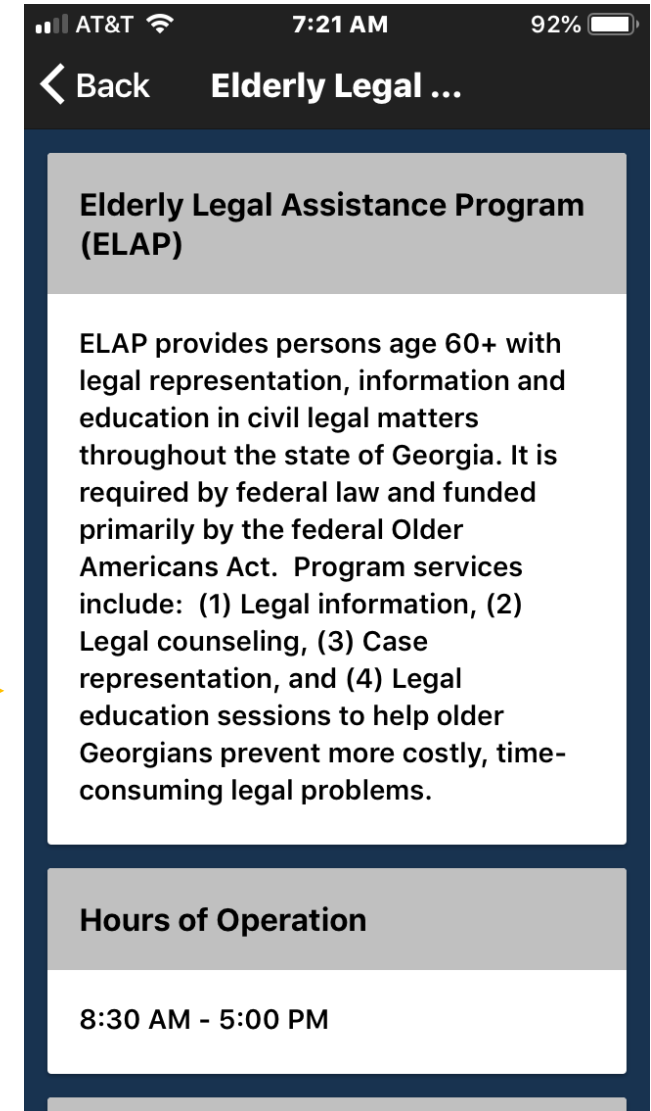 AT&T 7:21 AM 92%
Back Elderly Legal ...
Elderly Legal Assistance Program
(ELAP)
ELAP provides persons age 60+ with
legal representation, information and
education in civil legal matters
throughout the state of Georgia. It is
required by federal law and funded
primarily by the federal Older
Americans Act.  Program services
include:  (1) Legal information, (2)
Legal counseling, (3) Case
representation, and (4) Legal
education sessions to help older
Georgians prevent more costly, time-
consuming legal problems.
Hours of Operation
8:30 AM - 5:00 PM